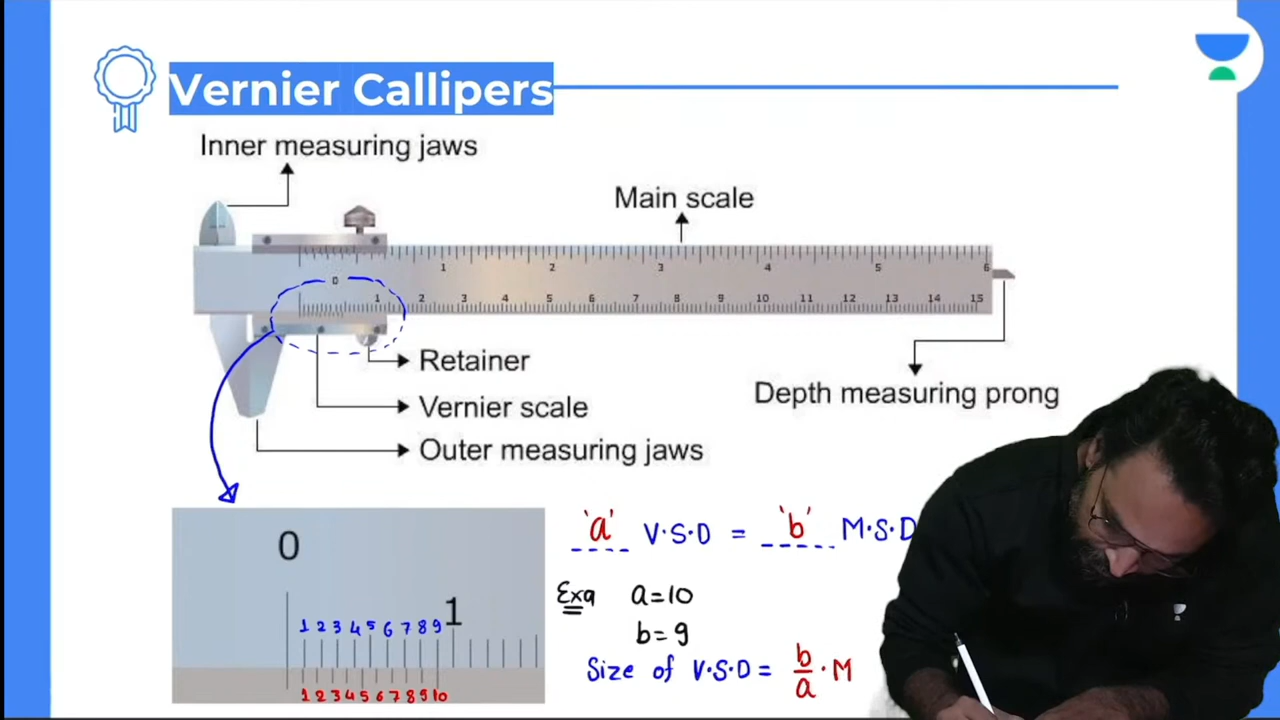 Vernier Callipers
Inner measuring jaws
Main scale
1 2 3 4 5 6
0
1 2 3 4 5 6 7 8 9 10 11 12 13 14 15
Retainer
Vernier scale
Depth measuring prong
Outer measuring jaws
'a' V.S.D = 'b' M.S.D
0
Exa a=10
1
1 2 3 4 5 6 7 8 9
b=9
Size of V.S.D = b/a . M
1 2 3 4 5 6 7 8 9 10